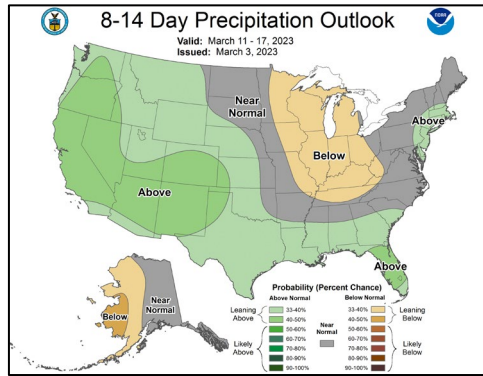 8-14 Day Precipitation Outlook
Valid: March 11 - 17, 2023
Issued: March 3, 2023
Near
Normal
Above
Below
Above
Above
Below
Near
Normal
Probability (Percent Chance)
Above Normal
Below Normal
Leaning
Above
33-40%
40-50%
Likely
Above
50-60%
60-70%
70-80%
80-90%
90-100%
Near
Normal
33-40%
40-50%
Leaning
Below
50-60%
60-70%
70-80%
80-90%
90-100%
Likely
Below